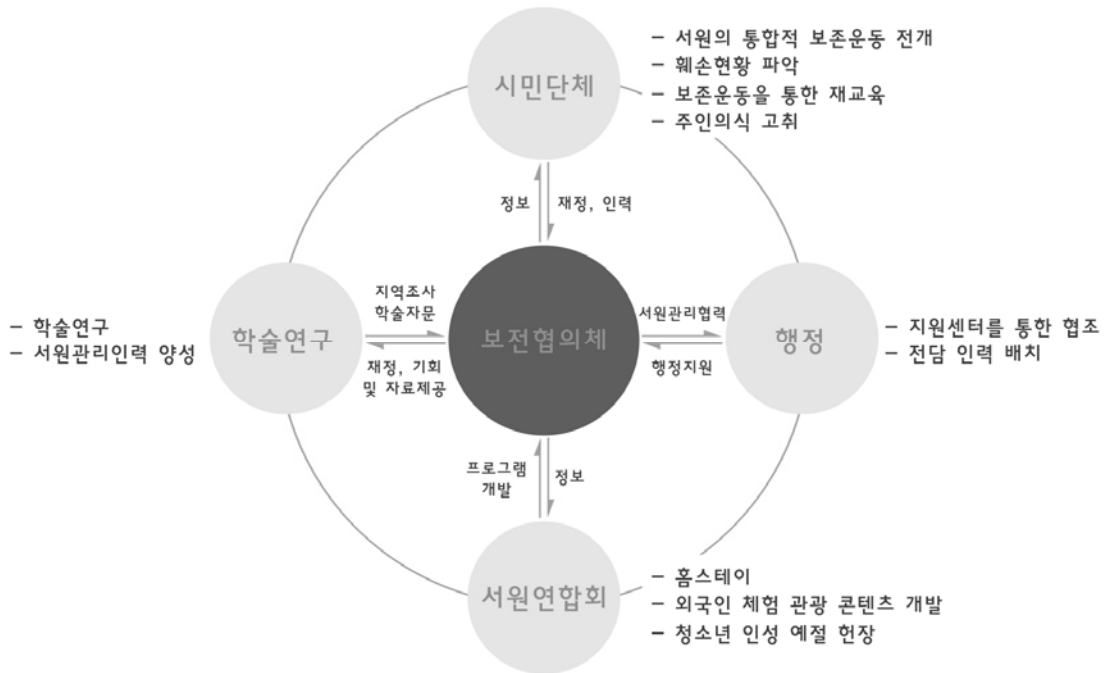 시민단체
– 서원의 통합적 보존운동 전개
– 훼손현황 파악
– 보존운동을 통한 재교육
– 주인의식 고취
정보
재정, 인력
– 학술연구
– 서원관리인력 양성
학술연구
지역조사
학술자문
재정, 기회
및 자료제공
보전협의체
서원관리협력
행정지원
행정
– 지원센터를 통한 협조
– 전담 인력 배치
프로그램
개발
정보
서원연합회
– 홈스테이
– 외국인 체험 관광 콘텐츠 개발
– 청소년 인성 예절 헌장